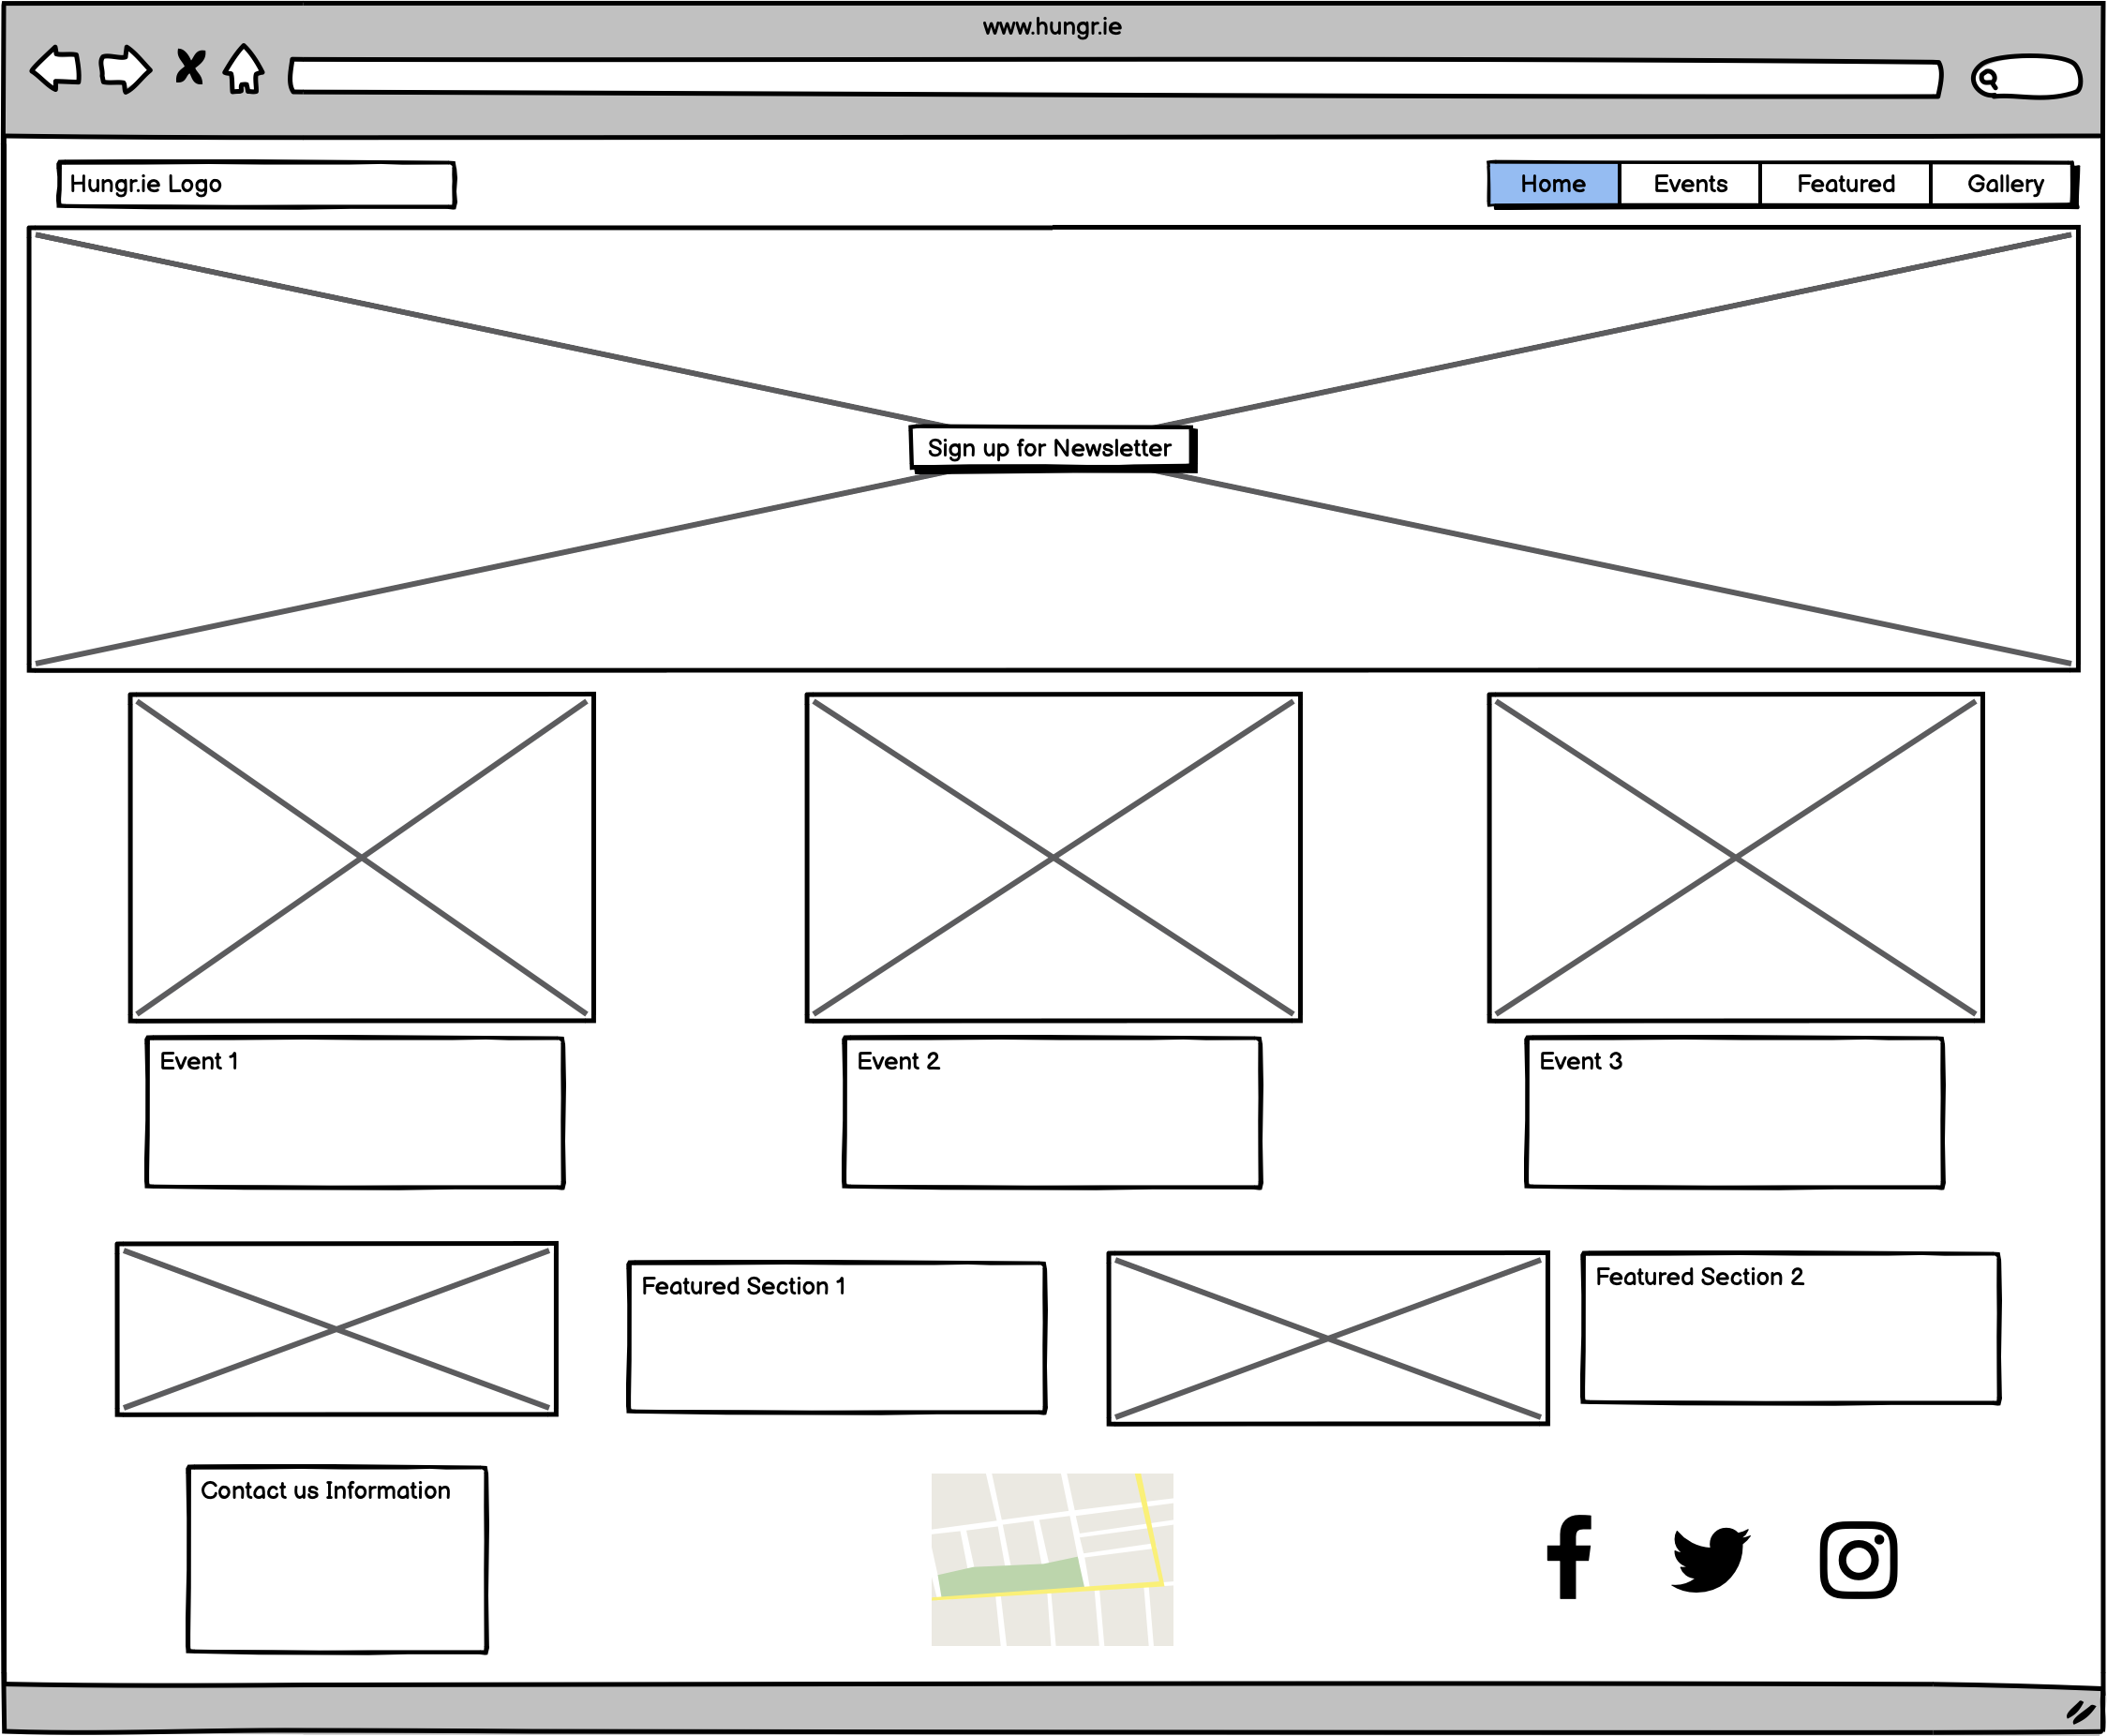 www.hungr.ie
Hungr.ie Logo
Home Events Featured Gallery
Sign up for Newsletter
Event 1
Event 2
Event 3
Featured Section 1
Featured Section 2
Contact us Information